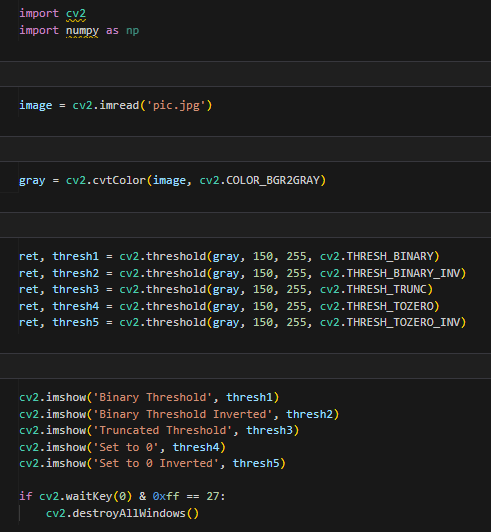 import cv2
import numpy as np
image = cv2.imread('pic.jpg')
gray = cv2.cvtColor(image, cv2.COLOR_BGR2GRAY)
ret, thresh1 = cv2.threshold(gray, 150, 255, cv2.THRESH_BINARY)
ret, thresh2 = cv2.threshold(gray, 150, 255, cv2.THRESH_BINARY_INV)
ret, thresh3 = cv2.threshold(gray, 150, 255, cv2.THRESH_TRUNC)
ret, thresh4 = cv2.threshold(gray, 150, 255, cv2.THRESH_TOZERO)
ret, thresh5 = cv2.threshold(gray, 150, 255, cv2.THRESH_TOZERO_INV)
cv2.imshow('Binary Threshold', thresh1)
cv2.imshow('Binary Threshold Inverted', thresh2)
cv2.imshow('Truncated Threshold', thresh3)
cv2.imshow('Set to 0', thresh4)
cv2.imshow('Set to 0 Inverted', thresh5)
if cv2.waitKey(0) & 0xff == 27:
    cv2.destroyAllWindows()